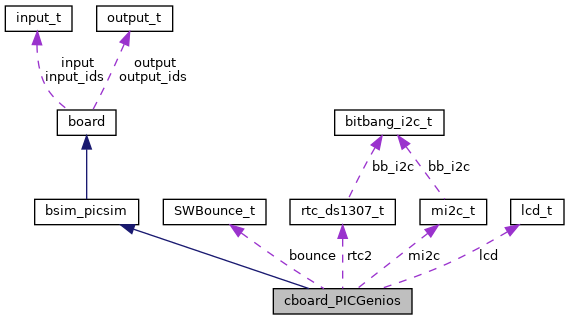 input_t
output_t
input
input_ids
output
output_ids
board
bitbang_i2c_t
bb_i2c
bb_i2c
bsim_picsim
SWBounce_t
rtc_ds1307_t
mi2c_t
lcd_t
bounce
rtc2
mi2c
lcd
cboard_PICGenios